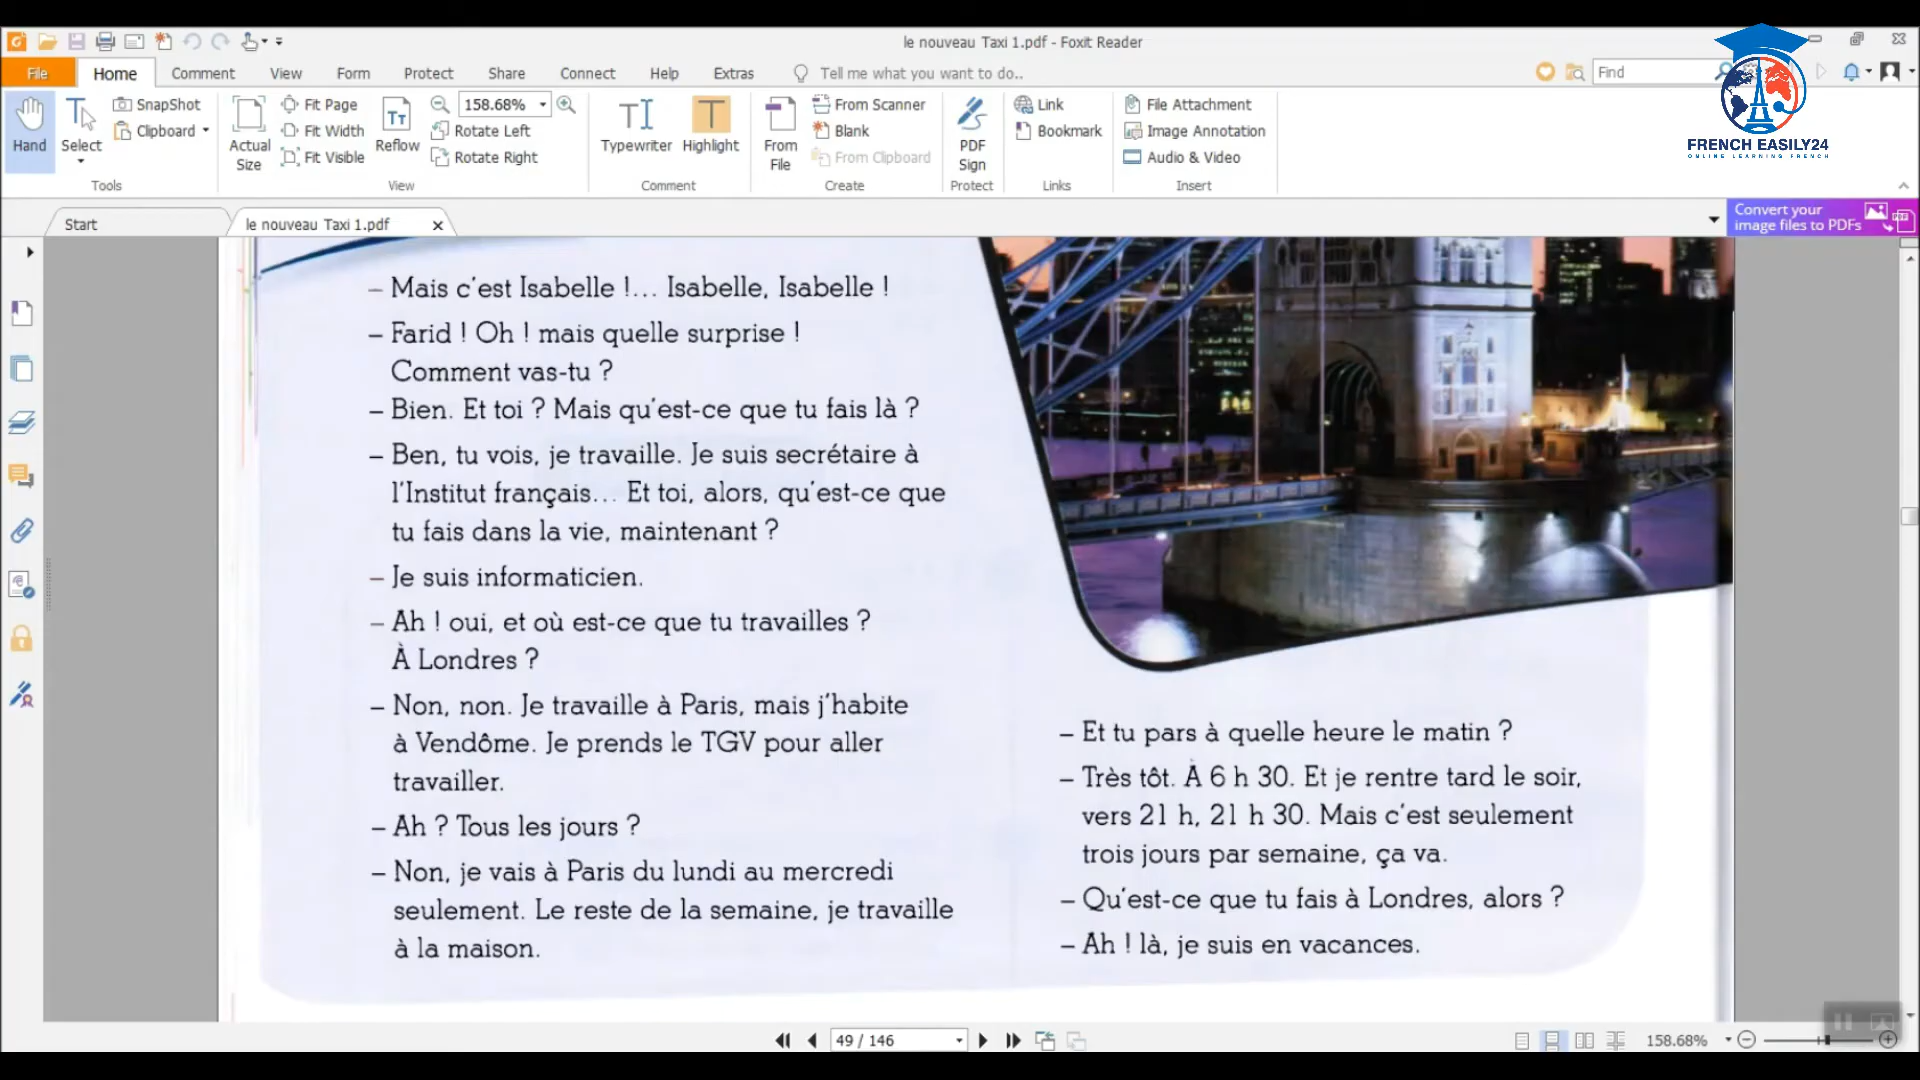 le nouveau Taxi 1.pdf - Foxit Reader
File Home Comment View Form Protect Share Connect Help Extras Tell me what you want to do.. Find
Hand
Select
SnapShot
Clipboard
Tools
Actual Size
Fit Page
Fit Width
Fit Visible
Reflow
158.68%
Rotate Left
Rotate Right
View
Typewriter
Highlight
Comment
From File
From Scanner
Blank
From Clipboard
Create
PDF Sign
Protect
Link
Bookmark
Links
File Attachment
Image Annotation
Audio & Video
Insert
FRENCH EASILY24
ONLINE LEARNING FRENCH
Start
le nouveau Taxi 1.pdf
Convert your
image files to PDFs
– Mais c'est Isabelle !… Isabelle, Isabelle !
– Farid ! Oh ! mais quelle surprise !
Comment vas-tu ?
– Bien. Et toi ? Mais qu'est-ce que tu fais là ?
– Ben, tu vois, je travaille. Je suis secrétaire à
l'Institut français… Et toi, alors, qu'est-ce que
tu fais dans la vie, maintenant ?
– Je suis informaticien.
– Ah ! oui, et où est-ce que tu travailles ?
À Londres ?
– Non, non. Je travaille à Paris, mais j'habite
à Vendôme. Je prends le TGV pour aller
travailler.
– Ah ? Tous les jours ?
– Non, je vais à Paris du lundi au mercredi
seulement. Le reste de la semaine, je travaille
à la maison.
– Et tu pars à quelle heure le matin ?
– Très tôt. À 6 h 30. Et je rentre tard le soir,
vers 21 h, 21 h 30. Mais c'est seulement
trois jours par semaine, ça va.
– Qu'est-ce que tu fais à Londres, alors ?
– Ah ! là, je suis en vacances.
49 / 146
158.68%